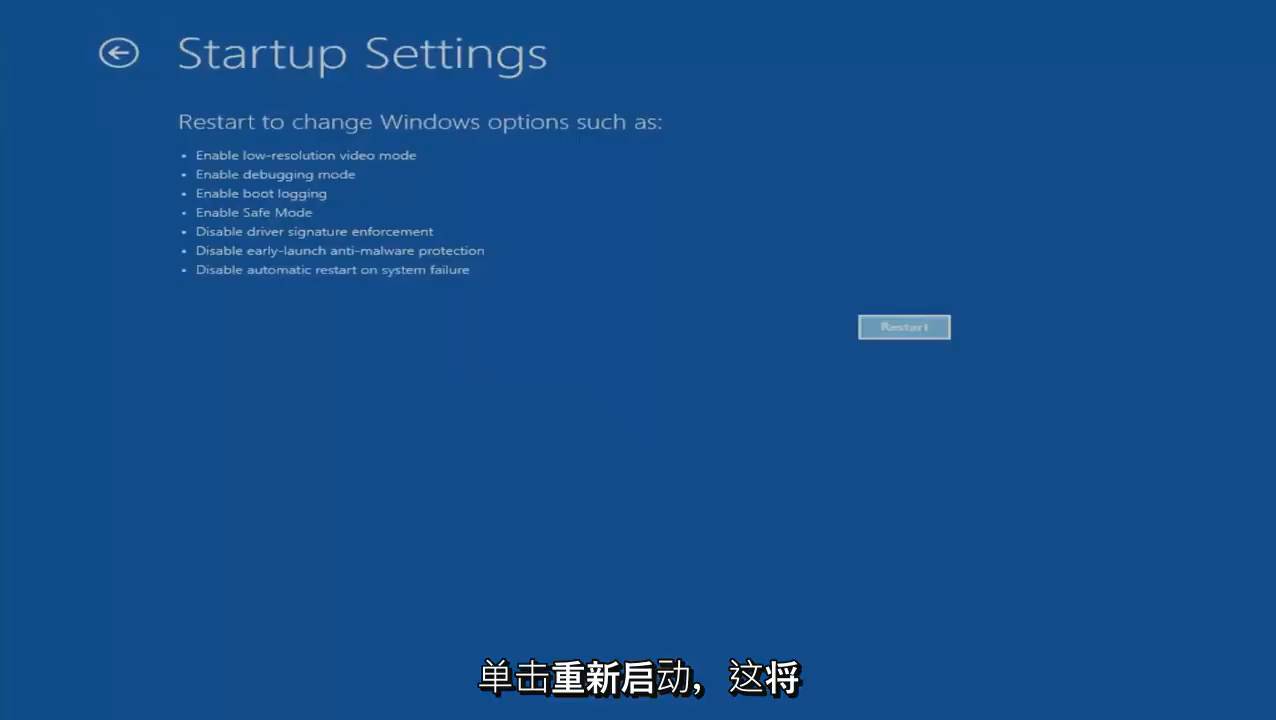 Startup Settings
Restart to change Windows options such as:
• Enable low-resolution video mode
• Enable debugging mode
• Enable boot logging
• Enable Safe Mode
• Disable driver signature enforcement
• Disable early-launch anti-malware protection
• Disable automatic restart on system failure
Restart
单击重新启动，这将